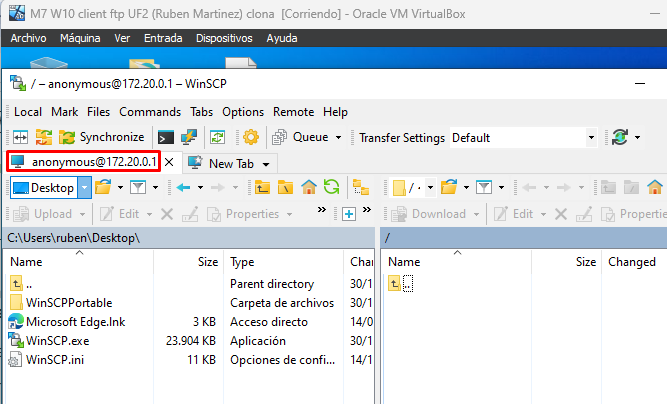 M7 W10 client ftp UF2 (Ruben Martinez) clona [Corriendo] - Oracle VM VirtualBox
Archivo Máquina Ver Entrada Dispositivos Ayuda
/ – anonymous@172.20.0.1 – WinSCP
Local Mark Files Commands Tabs Options Remote Help
Synchronize Queue Transfer Settings Default
anonymous@172.20.0.1 × New Tab
Desktop /
Upload Edit Properties » Download Edit Properties
C:\Users\ruben\Desktop\ /
Name Size Type Name Size Changed
.. Parent directory 30/1 ..
WinSCPPortable Carpeta de archivos 30/1
Microsoft Edge.lnk 3 KB Acceso directo 14/0
WinSCP.exe 23.904 KB Aplicación 30/1
WinSCP.ini 11 KB Opciones de confi... 14/1